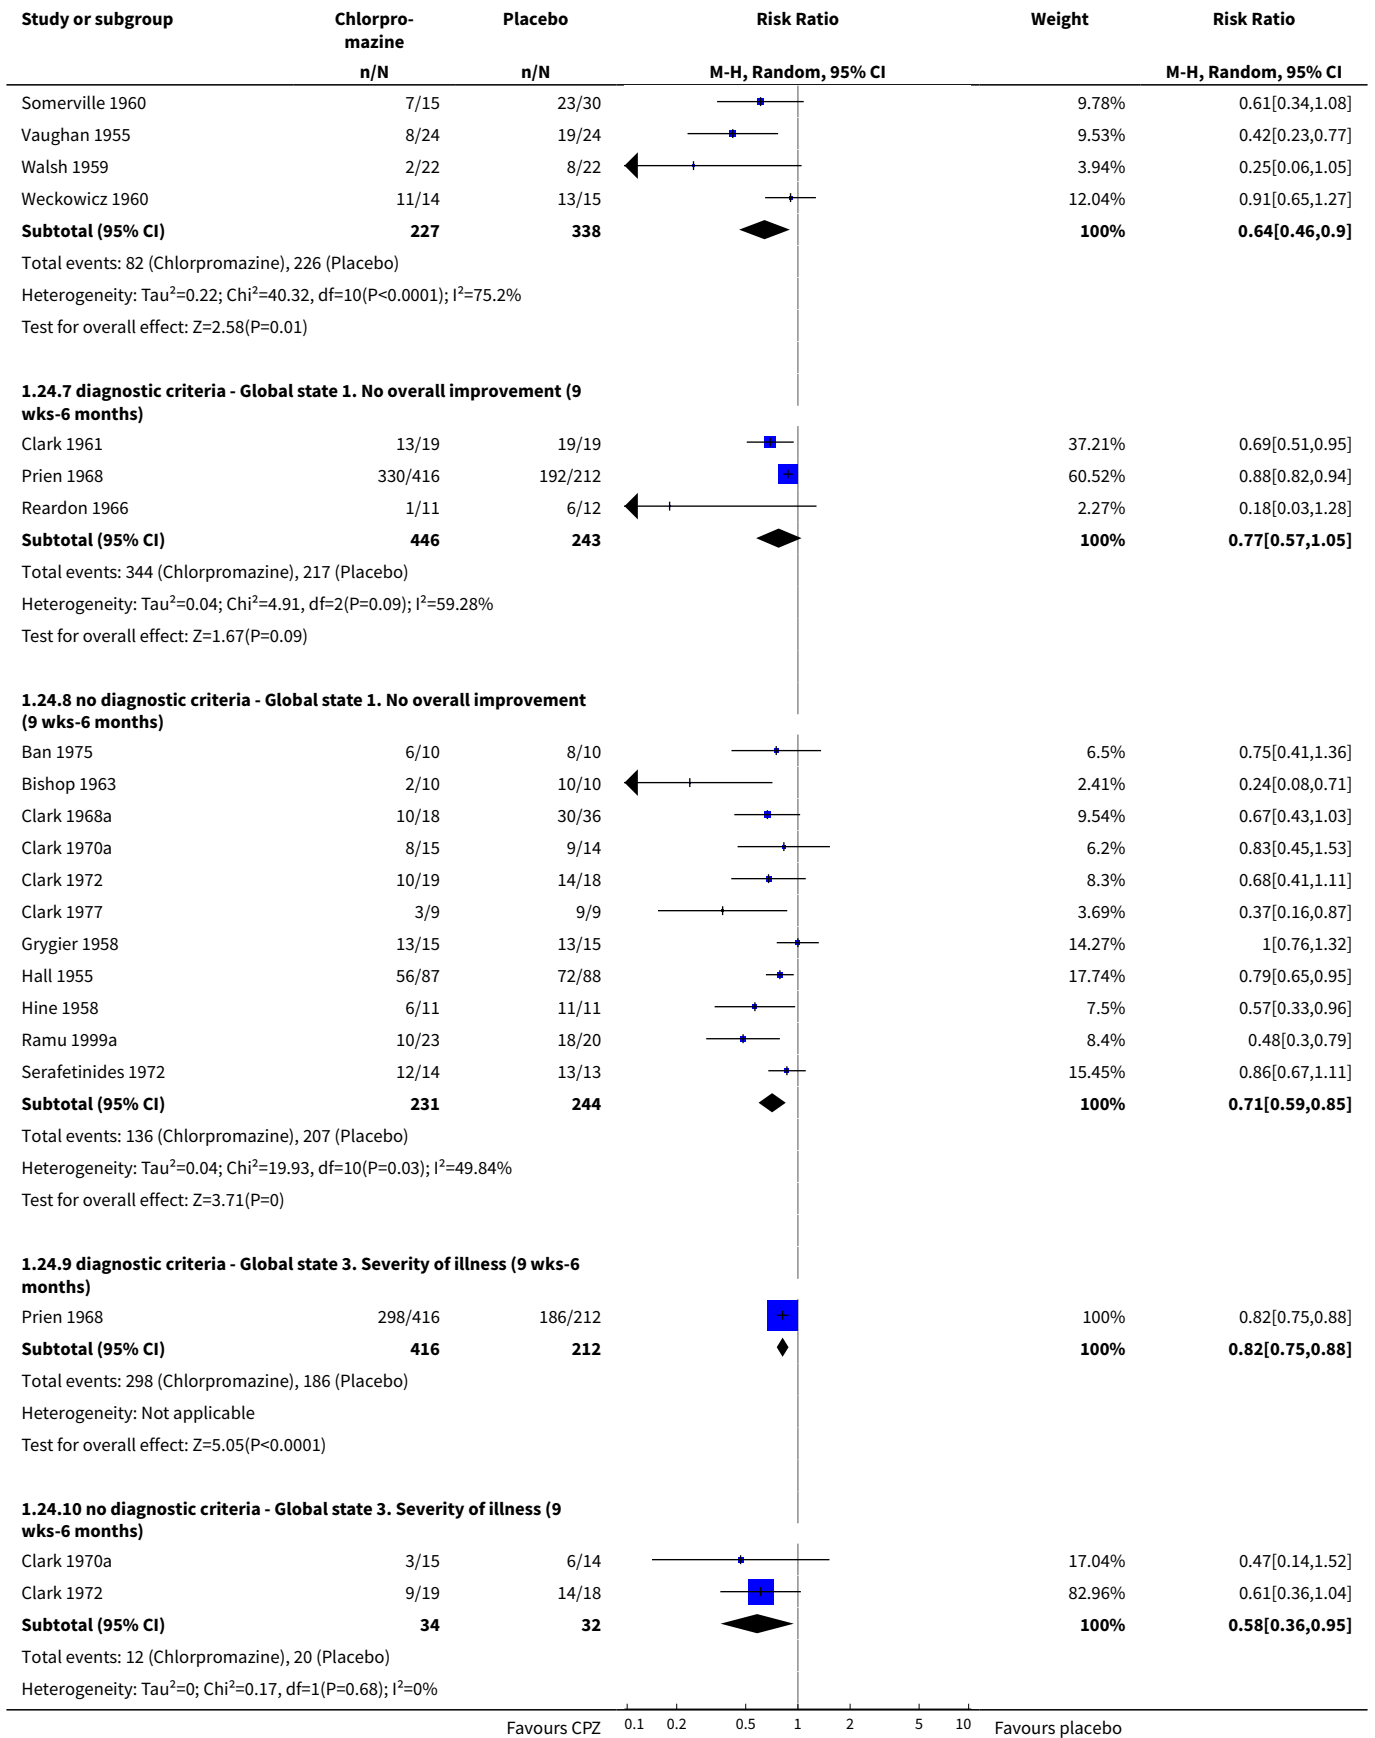 Study or subgroup Chlorpro- Placebo Risk Ratio Weight Risk Ratio
mazine
n/N n/N M-H, Random, 95% CI M-H, Random, 95% CI
Somerville 1960 7/15 23/30 9.78% 0.61[0.34,1.08]
Vaughan 1955 8/24 19/24 9.53% 0.42[0.23,0.77]
Walsh 1959 2/22 8/22 3.94% 0.25[0.06,1.05]
Weckowicz 1960 11/14 13/15 12.04% 0.91[0.65,1.27]
Subtotal (95% CI) 227 338 100% 0.64[0.46,0.9]
Total events: 82 (Chlorpromazine), 226 (Placebo)
Heterogeneity: Tau²=0.22; Chi²=40.32, df=10(P<0.0001); I²=75.2%
Test for overall effect: Z=2.58(P=0.01)
1.24.7 diagnostic criteria - Global state 1. No overall improvement (9
wks-6 months)
Clark 1961 13/19 19/19 37.21% 0.69[0.51,0.95]
Prien 1968 330/416 192/212 60.52% 0.88[0.82,0.94]
Reardon 1966 1/11 6/12 2.27% 0.18[0.03,1.28]
Subtotal (95% CI) 446 243 100% 0.77[0.57,1.05]
Total events: 344 (Chlorpromazine), 217 (Placebo)
Heterogeneity: Tau²=0.04; Chi²=4.91, df=2(P=0.09); I²=59.28%
Test for overall effect: Z=1.67(P=0.09)
1.24.8 no diagnostic criteria - Global state 1. No overall improvement
(9 wks-6 months)
Ban 1975 6/10 8/10 6.5% 0.75[0.41,1.36]
Bishop 1963 2/10 10/10 2.41% 0.24[0.08,0.71]
Clark 1968a 10/18 30/36 9.54% 0.67[0.43,1.03]
Clark 1970a 8/15 9/14 6.2% 0.83[0.45,1.53]
Clark 1972 10/19 14/18 8.3% 0.68[0.41,1.11]
Clark 1977 3/9 9/9 3.69% 0.37[0.16,0.87]
Grygier 1958 13/15 13/15 14.27% 1[0.76,1.32]
Hall 1955 56/87 72/88 17.74% 0.79[0.65,0.95]
Hine 1958 6/11 11/11 7.5% 0.57[0.33,0.96]
Ramu 1999a 10/23 18/20 8.4% 0.48[0.3,0.79]
Serafetinides 1972 12/14 13/13 15.45% 0.86[0.67,1.11]
Subtotal (95% CI) 231 244 100% 0.71[0.59,0.85]
Total events: 136 (Chlorpromazine), 207 (Placebo)
Heterogeneity: Tau²=0.04; Chi²=19.93, df=10(P=0.03); I²=49.84%
Test for overall effect: Z=3.71(P=0)
1.24.9 diagnostic criteria - Global state 3. Severity of illness (9 wks-6
months)
Prien 1968 298/416 186/212 100% 0.82[0.75,0.88]
Subtotal (95% CI) 416 212 100% 0.82[0.75,0.88]
Total events: 298 (Chlorpromazine), 186 (Placebo)
Heterogeneity: Not applicable
Test for overall effect: Z=5.05(P<0.0001)
1.24.10 no diagnostic criteria - Global state 3. Severity of illness (9
wks-6 months)
Clark 1970a 3/15 6/14 17.04% 0.47[0.14,1.52]
Clark 1972 9/19 14/18 82.96% 0.61[0.36,1.04]
Subtotal (95% CI) 34 32 100% 0.58[0.36,0.95]
Total events: 12 (Chlorpromazine), 20 (Placebo)
Heterogeneity: Tau²=0; Chi²=0.17, df=1(P=0.68); I²=0%
Favours CPZ 0.1 0.2 0.5 1 2 5 10 Favours placebo